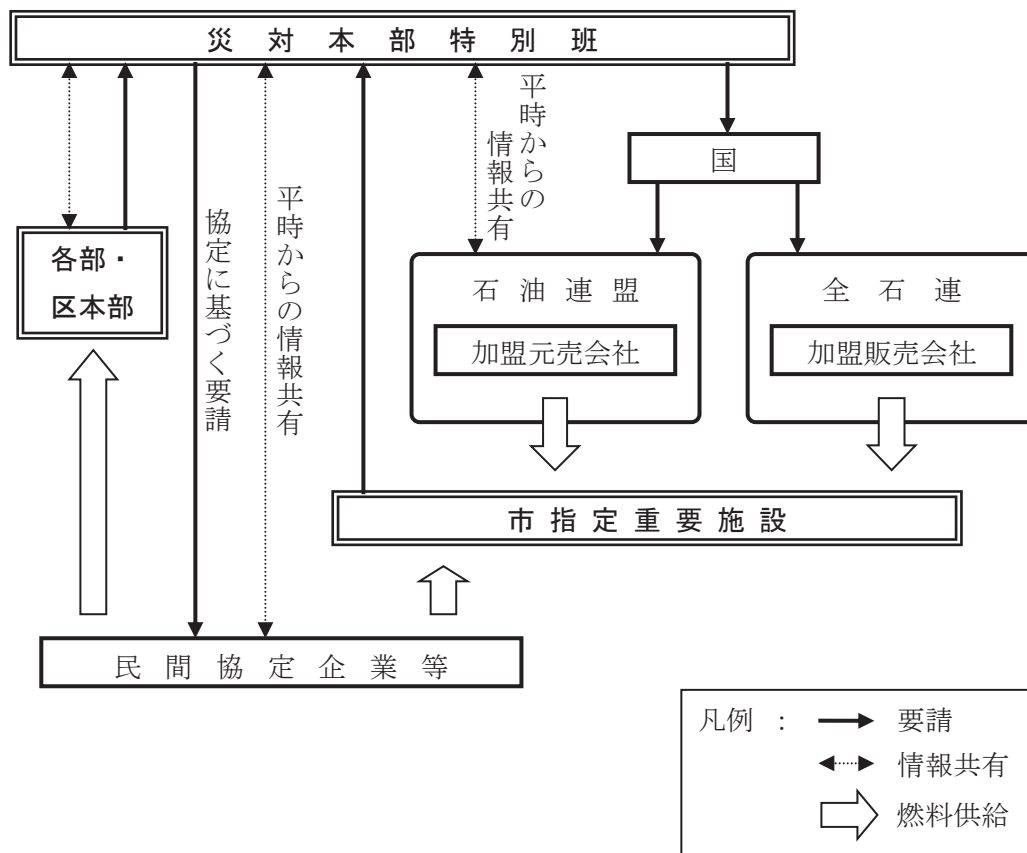 災対本部特別班
平時からの
情報共有
国
協定に基づく要請
平時からの情報共有
各部・
区本部
石油連盟
加盟元売会社
全石連
加盟販売会社
市指定重要施設
民間協定企業等
凡例 : 要請
情報共有
燃料供給